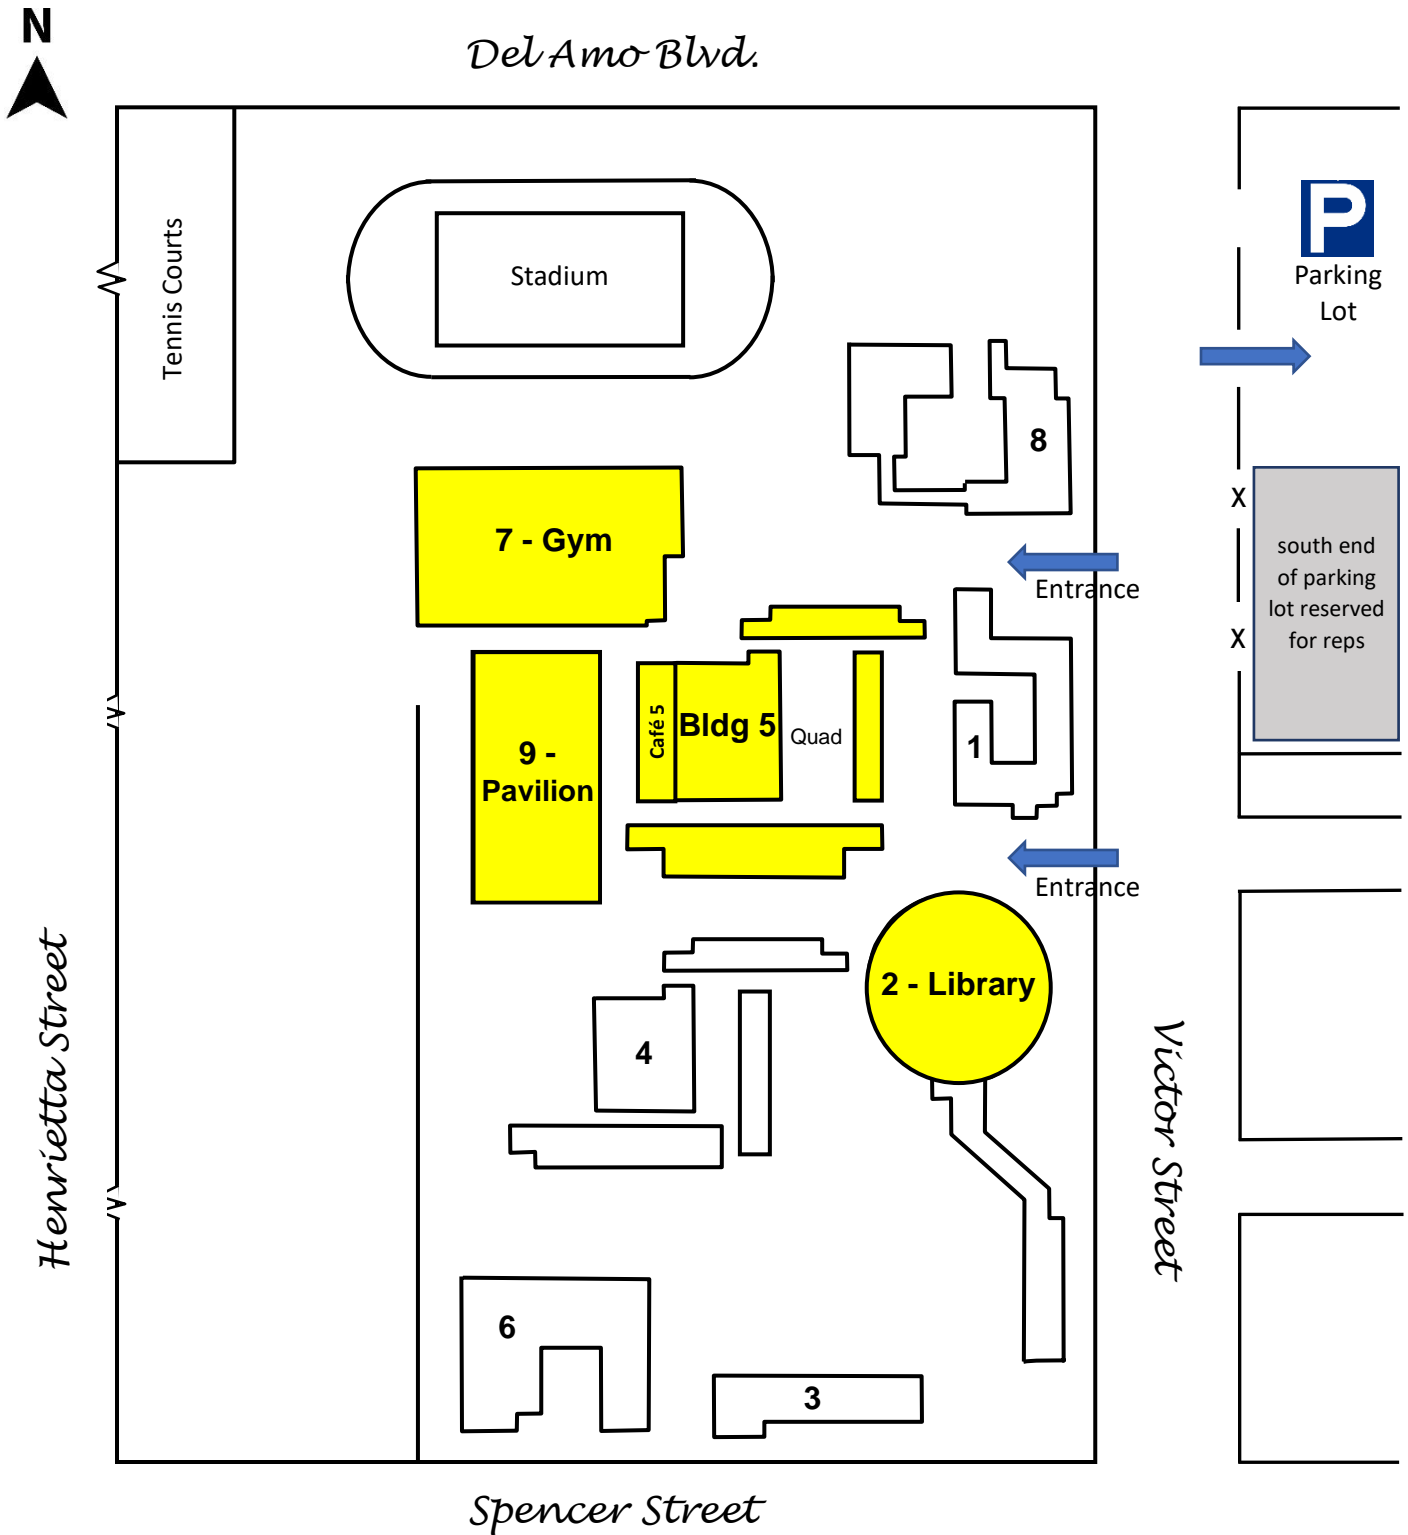 N
Del Amo Blvd.
Tennis Courts
Stadium
P
Parking
Lot
8
7 - Gym
Entrance
X
X
south end
of parking
lot reserved
for reps
Café 5
Bldg 5
Quad
1
9 -
Pavilion
Entrance
2 - Library
4
Henrietta Street
Victor Street
6
3
Spencer Street